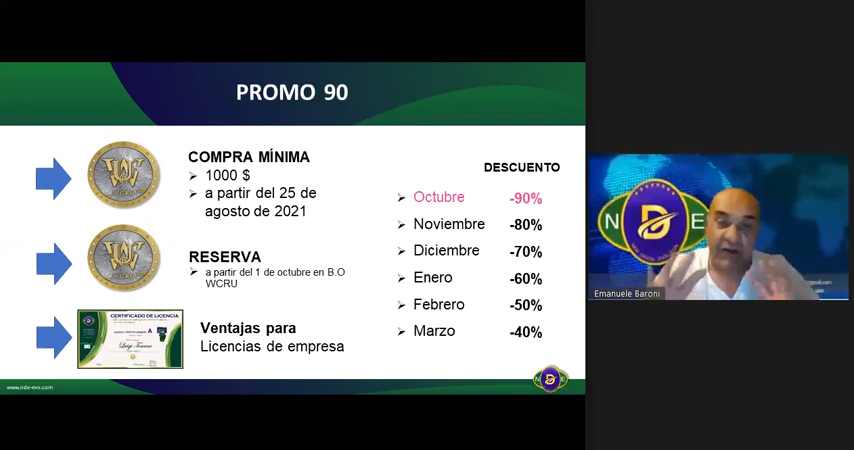 PROMO 90
COMPRA MÍNIMA
1000 $
a partir del 25 de
agosto de 2021
RESERVA
a partir del 1 de octubre en B.O
WCRU
Ventajas para
Licencias de empresa
DESCUENTO
Octubre -90%
Noviembre -80%
Diciembre -70%
Enero -60%
Febrero -50%
Marzo -40%
WCRU
WCRU
CERTIFICADO DE LICENCIA
A
www.nde-evo.com
N D E
N D E
Emanuele Baroni